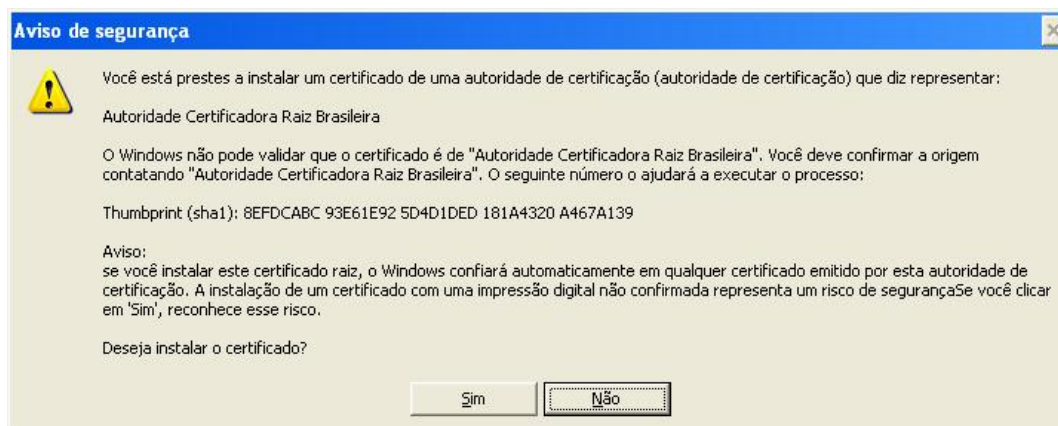 Aviso de segurança
Você está prestes a instalar um certificado de uma autoridade de certificação (autoridade de certificação) que diz representar:
Autoridade Certificadora Raiz Brasileira
O Windows não pode validar que o certificado é de "Autoridade Certificadora Raiz Brasileira". Você deve confirmar a origem
contatando "Autoridade Certificadora Raiz Brasileira". O seguinte número o ajudará a executar o processo:
Thumbprint (sha1): 8EFDCABC 93E61E92 5D4D1DED 181A4320 A467A139
Aviso:
se você instalar este certificado raiz, o Windows confiará automaticamente em qualquer certificado emitido por esta autoridade de
certificação. A instalação de um certificado com uma impressão digital não confirmada representa um risco de segurançaSe você clicar
em 'Sim', reconhece esse risco.
Deseja instalar o certificado?
Sim Não